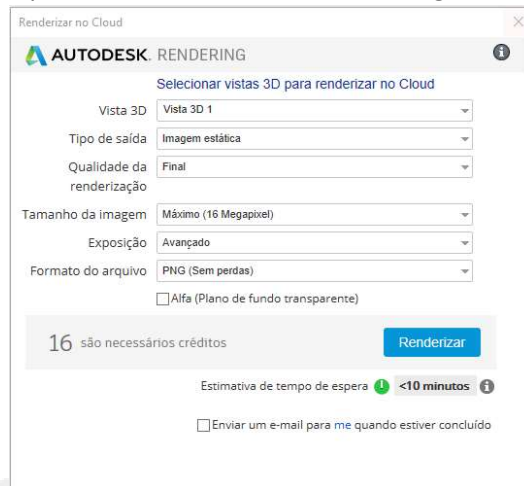 Renderizar no Cloud
AUTODESK. RENDERING
Selecionar vistas 3D para renderizar no Cloud
Vista 3D Vista 3D 1
Tipo de saída Imagem estática
Qualidade da Final
renderização
Tamanho da imagem Máximo (16 Megapixel)
Exposição Avançado
Formato do arquivo PNG (Sem perdas)
Alfa (Plano de fundo transparente)
16 são necessários créditos Renderizar
Estimativa de tempo de espera <10 minutos
Enviar um e-mail para me quando estiver concluído